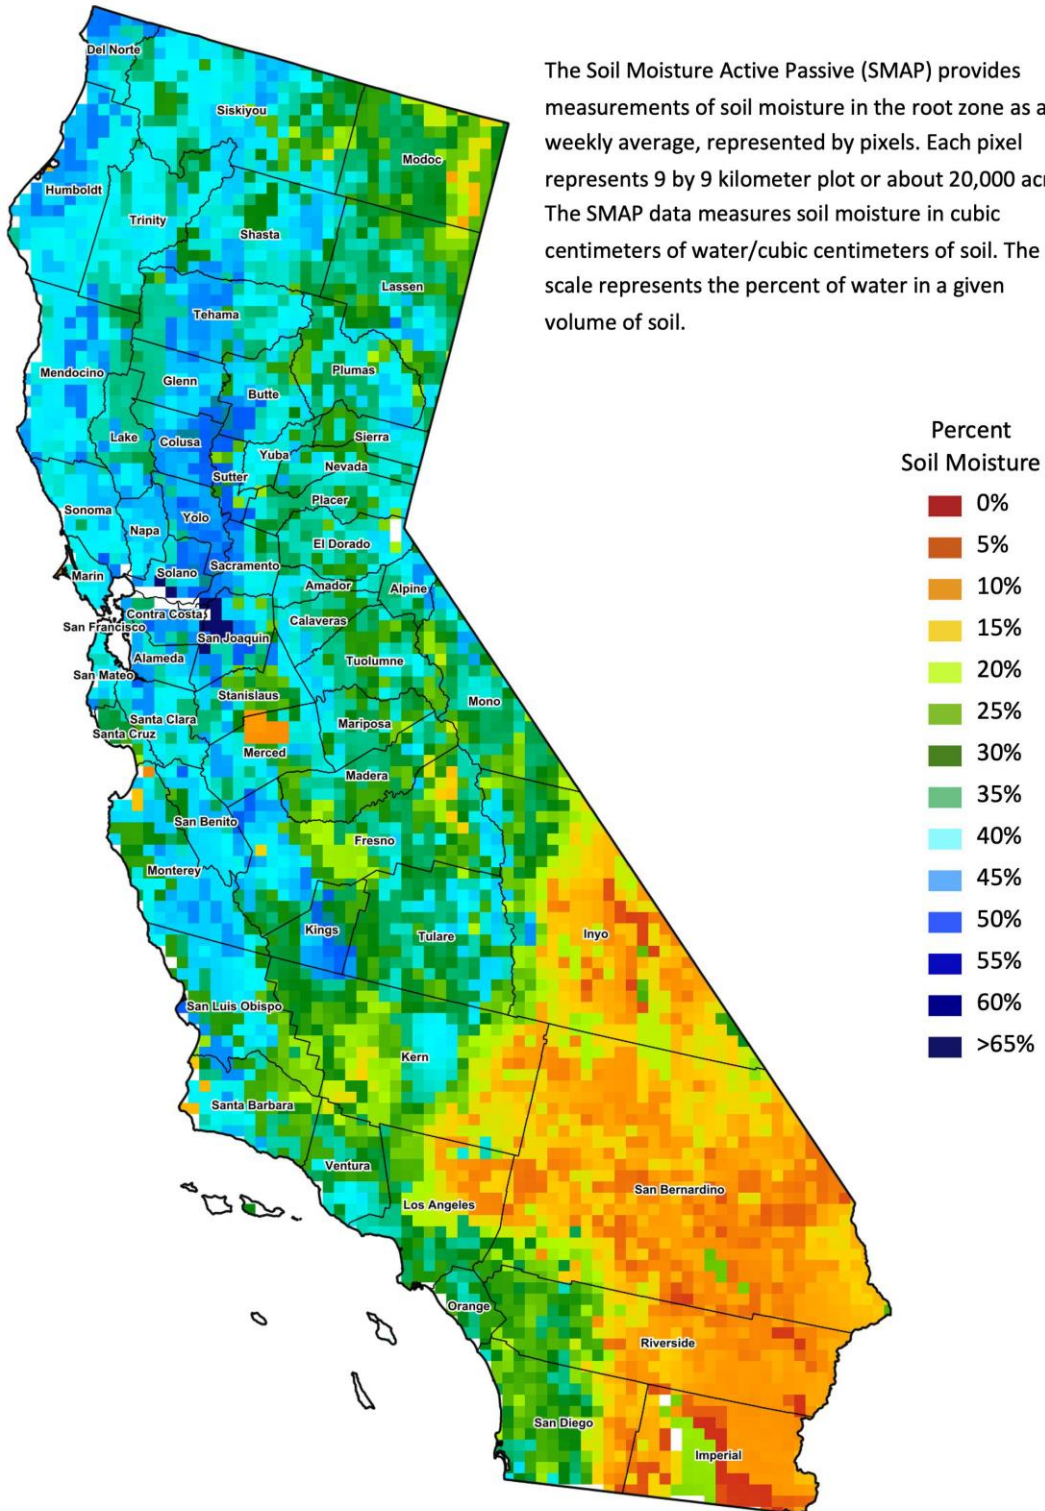 Del Norte
Siskiyou
Modoc
Humboldt
Trinity
Shasta
Lassen
Tehama
Mendocino
Glenn
Butte
Plumas
Lake
Colusa
Yuba
Sierra
Sutter
Nevada
Sonoma
Placer
Napa
Yolo
El Dorado
Marin
Solano
Sacramento
Amador
Alpine
Contra Costa
Calaveras
San Francisco
San Joaquin
Alameda
Tuolumne
San Mateo
Stanislaus
Mono
Santa Clara
Santa Cruz
Mariposa
Merced
Madera
San Benito
Fresno
Monterey
Kings
Tulare
Inyo
San Luis Obispo
Kern
Santa Barbara
Ventura
Los Angeles
San Bernardino
Orange
Riverside
San Diego
Imperial
The Soil Moisture Active Passive (SMAP) provides
measurements of soil moisture in the root zone as a
weekly average, represented by pixels. Each pixel
represents 9 by 9 kilometer plot or about 20,000 acr
The SMAP data measures soil moisture in cubic
centimeters of water/cubic centimeters of soil. The
scale represents the percent of water in a given
volume of soil.
Percent
Soil Moisture
0%
5%
10%
15%
20%
25%
30%
35%
40%
45%
50%
55%
60%
>65%